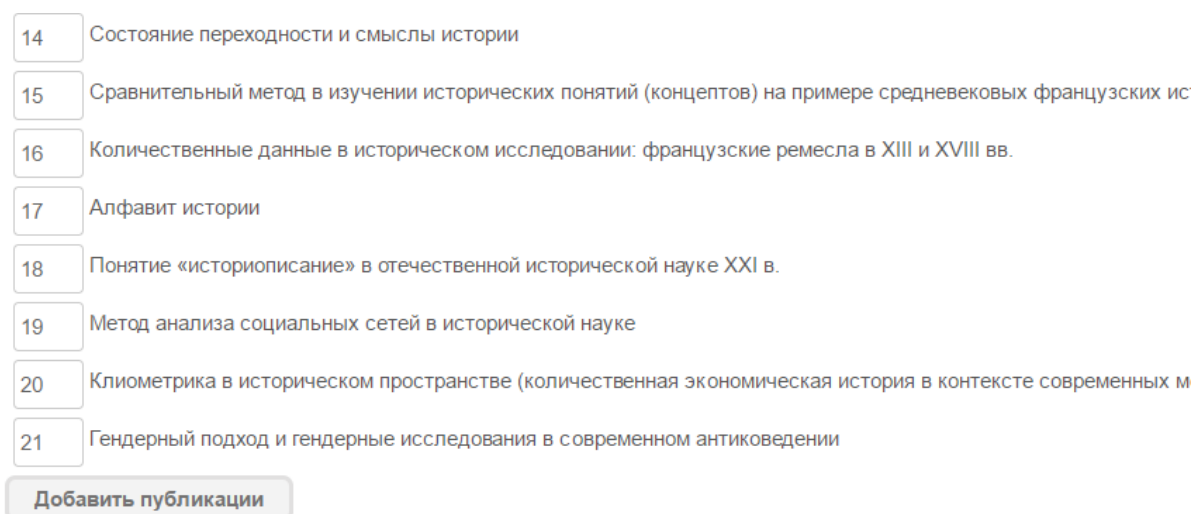 14 Состояние переходности и смыслы истории
15 Сравнительный метод в изучении исторических понятий (концептов) на примере средневековых французских ис
16 Количественные данные в историческом исследовании: французские ремесла в XIII и XVIII вв.
17 Алфавит истории
18 Понятие «историописание» в отечественной исторической науке XXI в.
19 Метод анализа социальных сетей в исторической науке
20 Клиометрика в историческом пространстве (количественная экономическая история в контексте современных м
21 Гендерный подход и гендерные исследования в современном антиковедении
Добавить публикации